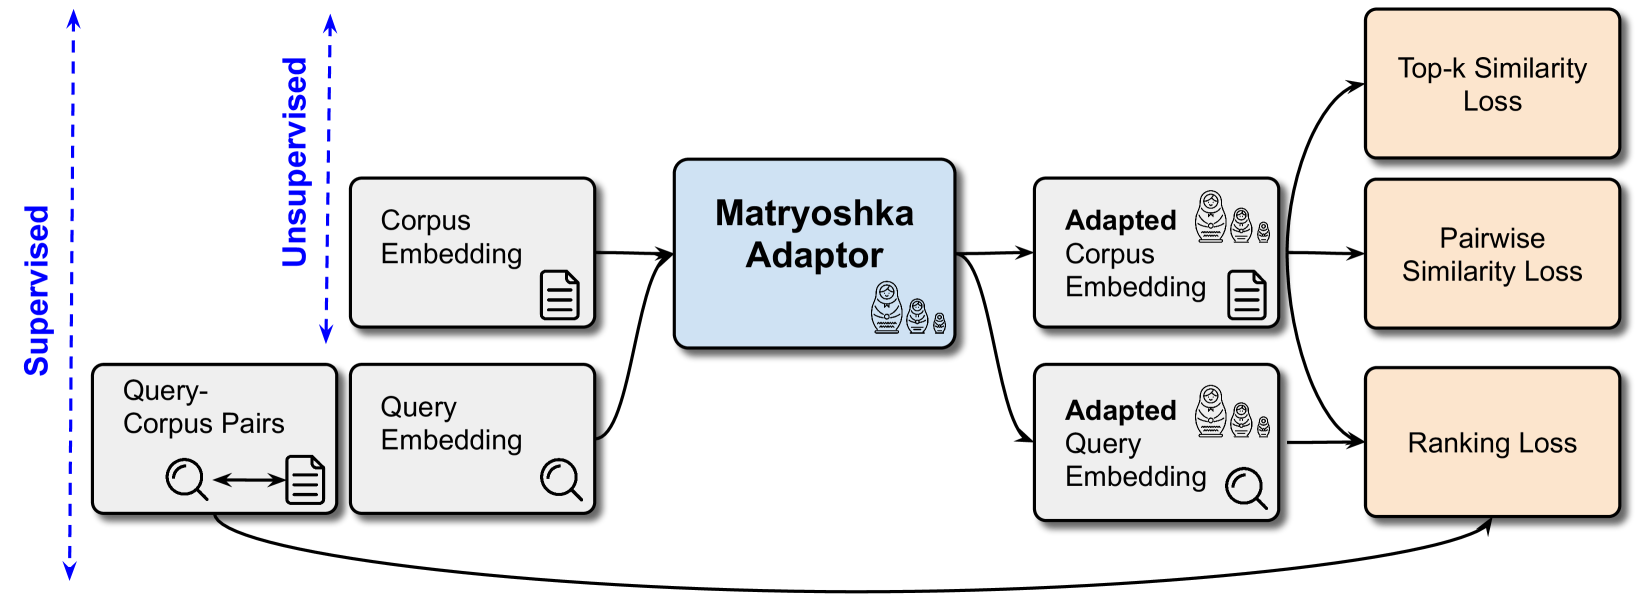 Supervised
Unsupervised
Corpus
Embedding
Query-
Corpus Pairs
Query
Embedding
Matryoshka
Adaptor
Adapted
Corpus
Embedding
Adapted
Query
Embedding
Top-k Similarity
Loss
Pairwise
Similarity Loss
Ranking Loss